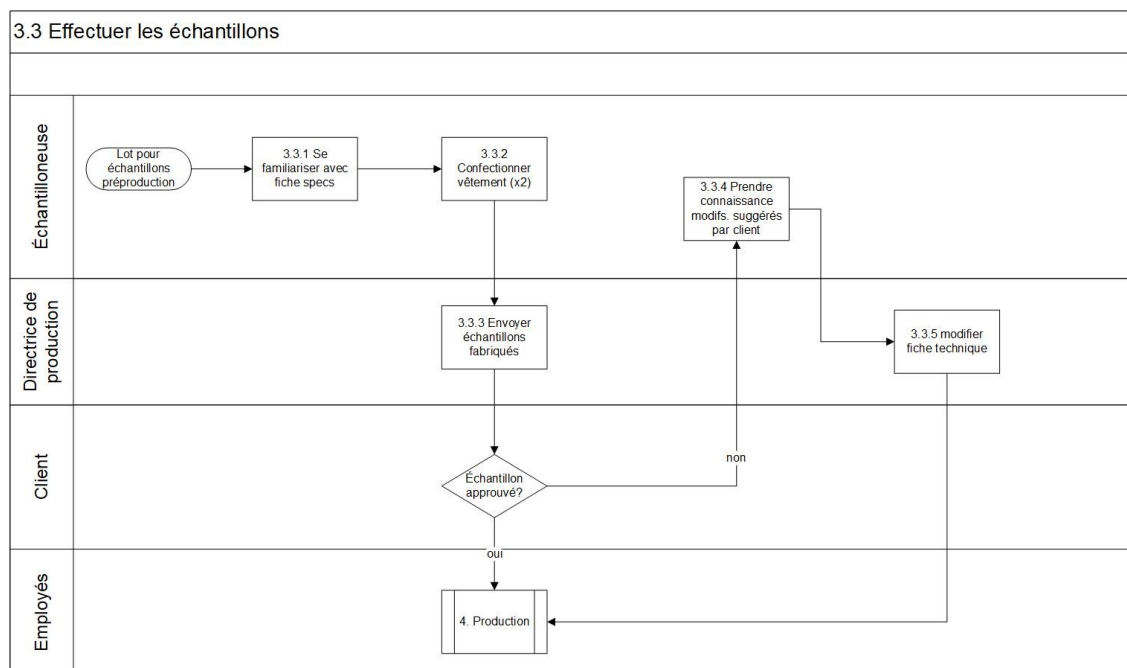 3.3 Effectuer les échantillons
Échantilloneuse
Lot pour
échantillons
préproduction
3.3.1 Se
familiariser avec
fiche specs
3.3.2
Confectionner
vêtement (x2)
3.3.4 Prendre
connaissance
modifs. suggérés
par client
Directrice de
production
3.3.3 Envoyer
échantillons
fabriqués
3.3.5 modifier
fiche technique
Client
Échantillon
approuvé?
non
oui
Employés
4. Production